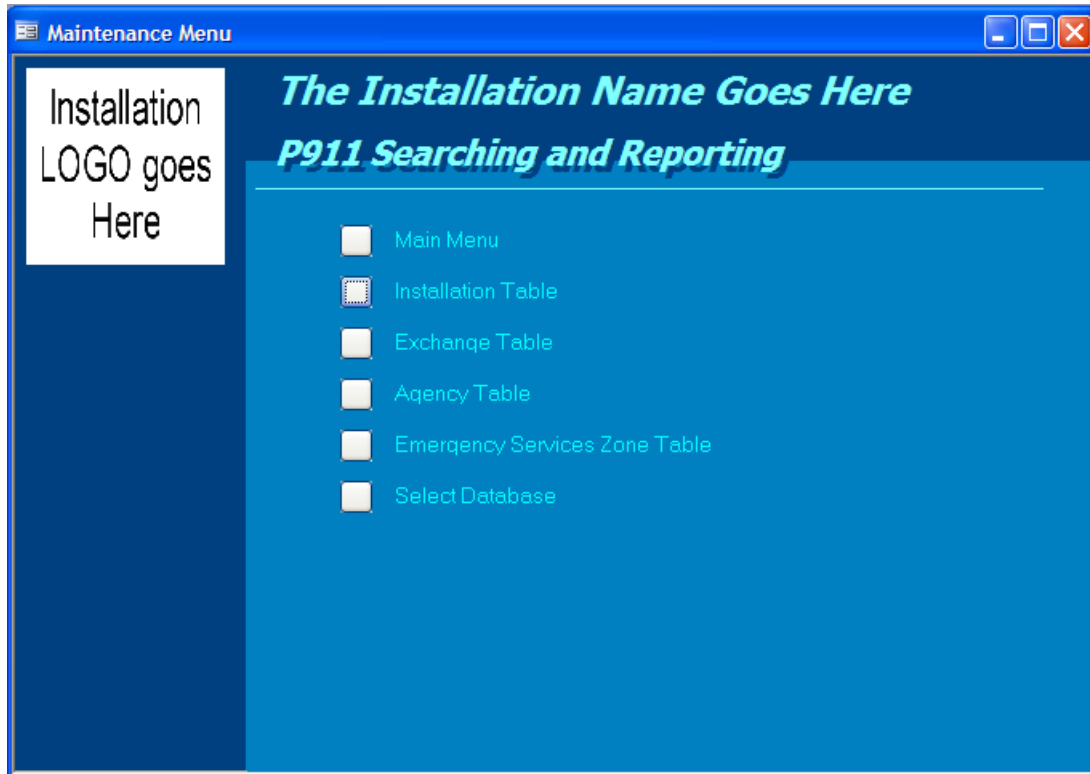 Maintenance Menu
Installation
LOGO goes
Here
The Installation Name Goes Here
P911 Searching and Reporting
Main Menu
Installation Table
Exchange Table
Agency Table
Emergency Services Zone Table
Select Database